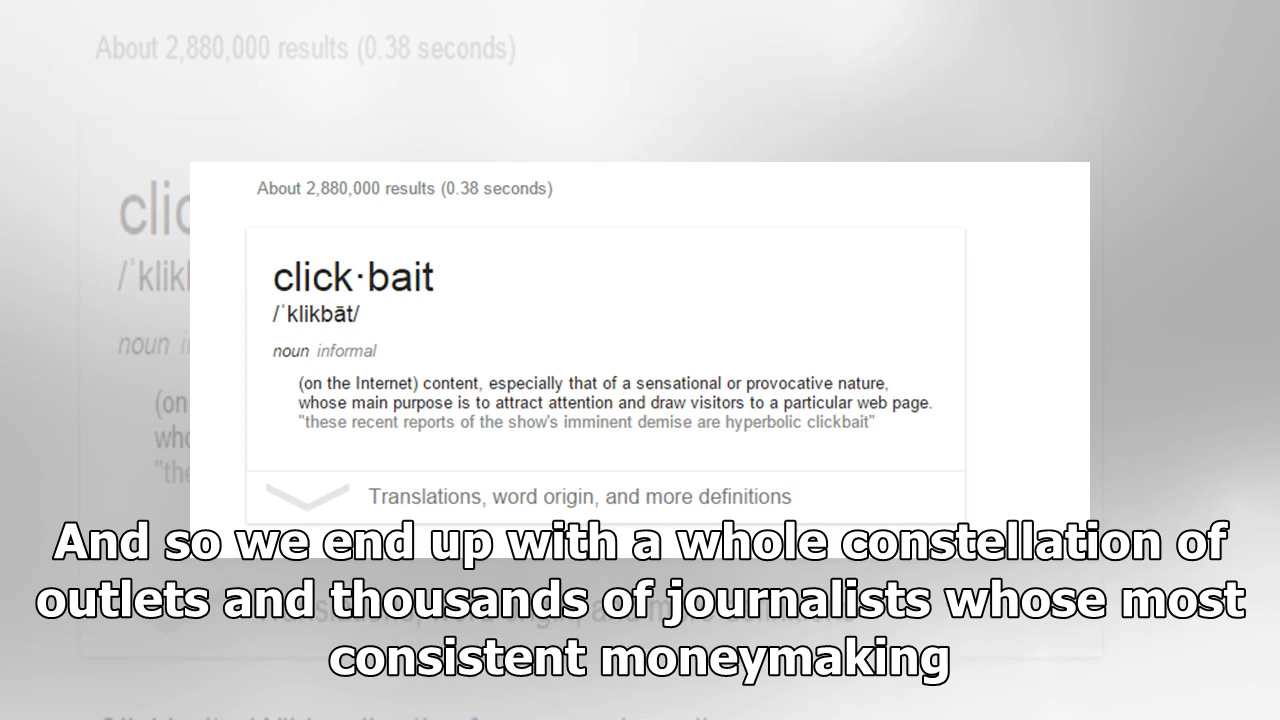 About 2,880,000 results (0.38 seconds)
About 2,880,000 results (0.38 seconds)
click·bait
/ˈklikbāt/
noun informal
(on the Internet) content, especially that of a sensational or provocative nature,
whose main purpose is to attract attention and draw visitors to a particular web page.
"these recent reports of the show's imminent demise are hyperbolic clickbait"
Translations, word origin, and more definitions
And so we end up with a whole constellation of
outlets and thousands of journalists whose most
consistent moneymaking